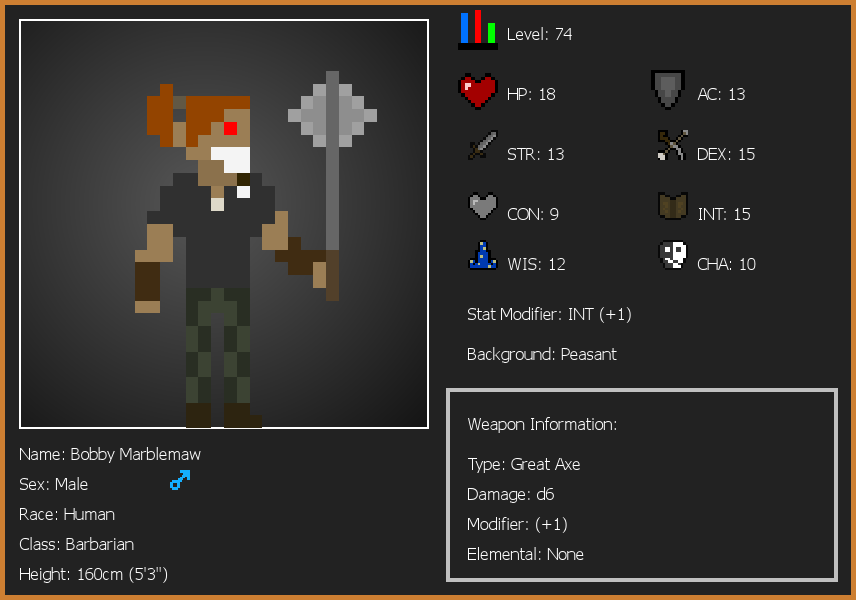 Level: 74
HP: 18
AC: 13
STR: 13
DEX: 15
CON: 9
INT: 15
WIS: 12
CHA: 10
Stat Modifier: INT (+1)
Background: Peasant
Weapon Information:
Type: Great Axe
Damage: d6
Modifier: (+1)
Elemental: None
Name: Bobby Marblemaw
Sex: Male
Race: Human
Class: Barbarian
Height: 160cm (5'3")